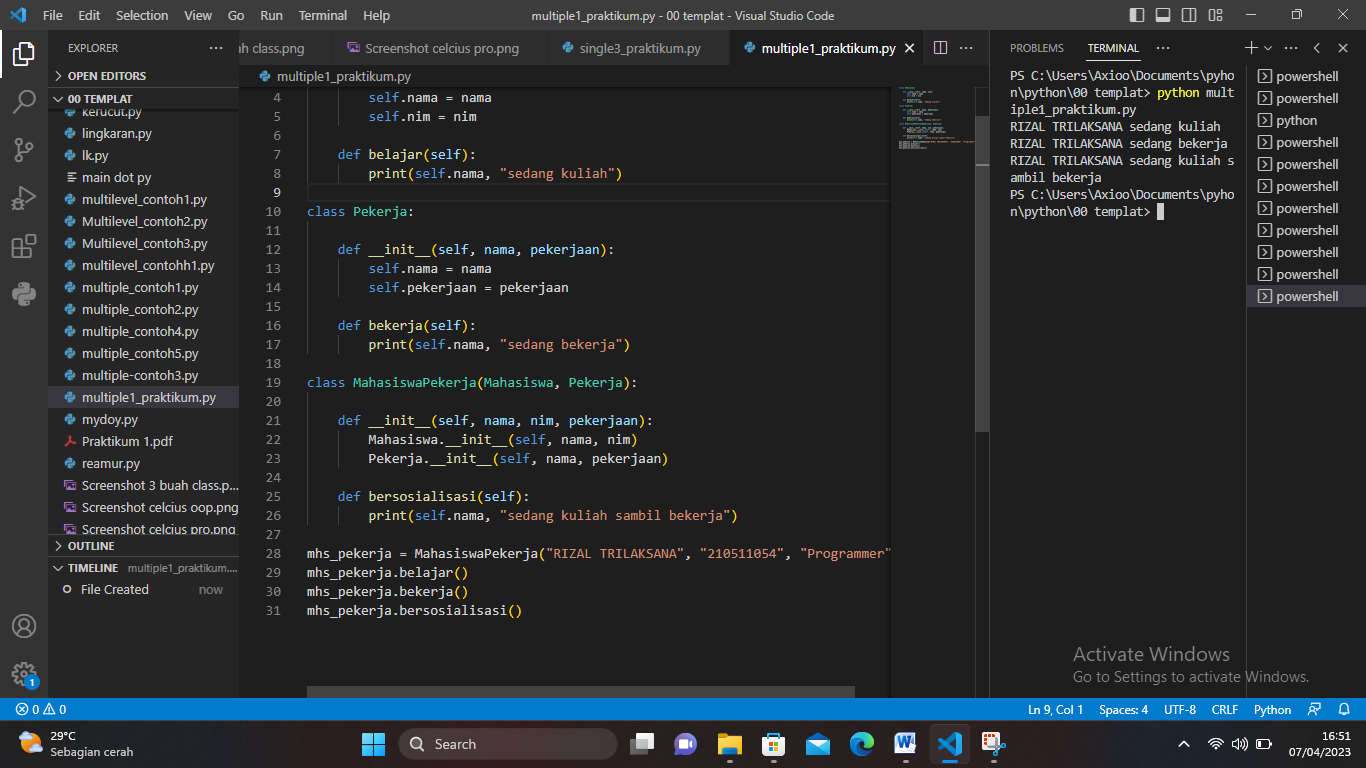 File Edit Selection View Go Run Terminal Help
multiple1_praktikum.py - 00 templat - Visual Studio Code
EXPLORER
OPEN EDITORS
00 TEMPLAT
kerucut.py
lingkaran.py
lk.py
main dot py
multilevel_contoh1.py
Multilevel_contoh2.py
Multilevel_contoh3.py
multilevel_contohh1.py
multiple_contoh1.py
multiple_contoh2.py
multiple_contoh4.py
multiple_contoh5.py
multiple-contoh3.py
multiple1_praktikum.py
mydoy.py
Praktikum 1.pdf
reamur.py
Screenshot 3 buah class.p...
Screenshot celcius oop.png
Screenshot celcius pro.png
OUTLINE
TIMELINE multiple1_praktikum....
File Created now
ah class.png Screenshot celcius pro.png single3_praktikum.py multiple1_praktikum.py
multiple1_praktikum.py
4 self.nama = nama
5 self.nim = nim
6
7 def belajar(self):
8 print(self.nama, "sedang kuliah")
9
10 class Pekerja:
11
12 def __init__(self, nama, pekerjaan):
13 self.nama = nama
14 self.pekerjaan = pekerjaan
15
16 def bekerja(self):
17 print(self.nama, "sedang bekerja")
18
19 class MahasiswaPekerja(Mahasiswa, Pekerja):
20
21 def __init__(self, nama, nim, pekerjaan):
22 Mahasiswa.__init__(self, nama, nim)
23 Pekerja.__init__(self, nama, pekerjaan)
24
25 def bersosialisasi(self):
26 print(self.nama, "sedang kuliah sambil bekerja")
27
28 mhs_pekerja = MahasiswaPekerja("RIZAL TRILAKSANA", "210511054", "Programmer"
29 mhs_pekerja.belajar()
30 mhs_pekerja.bekerja()
31 mhs_pekerja.bersosialisasi()
PROBLEMS TERMINAL
PS C:\Users\Axioo\Documents\pyho
n\python\00 templat> python mult
iple1_praktikum.py
RIZAL TRILAKSANA sedang kuliah
RIZAL TRILAKSANA sedang bekerja
RIZAL TRILAKSANA sedang kuliah s
ambil bekerja
PS C:\Users\Axioo\Documents\pyho
n\python\00 templat>
powershell
powershell
python
powershell
powershell
powershell
powershell
powershell
powershell
powershell
powershell
Activate Windows
Go to Settings to activate Windows.
1
0 0
Ln 9, Col 1 Spaces: 4 UTF-8 CRLF Python
29°C
Sebagian cerah
Search
16:51
07/04/2023